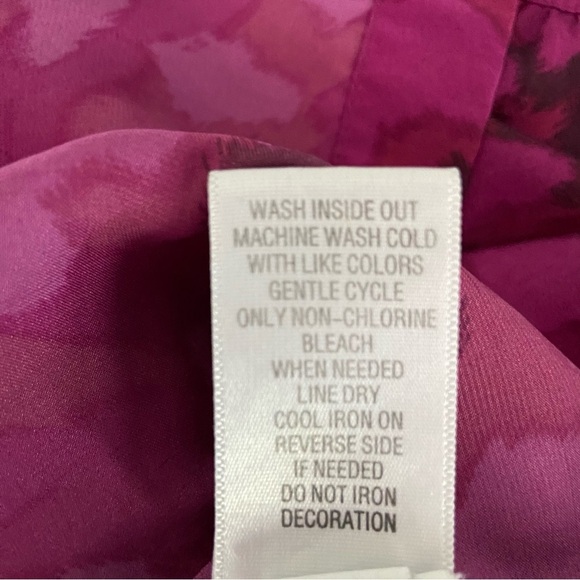 WASH INSIDE OUT
MACHINE WASH COLD
WITH LIKE COLORS
GENTLE CYCLE
ONLY NON-CHLORINE
BLEACH
WHEN NEEDED
LINE DRY
COOL IRON ON
REVERSE SIDE
IF NEEDED
DO NOT IRON
DECORATION